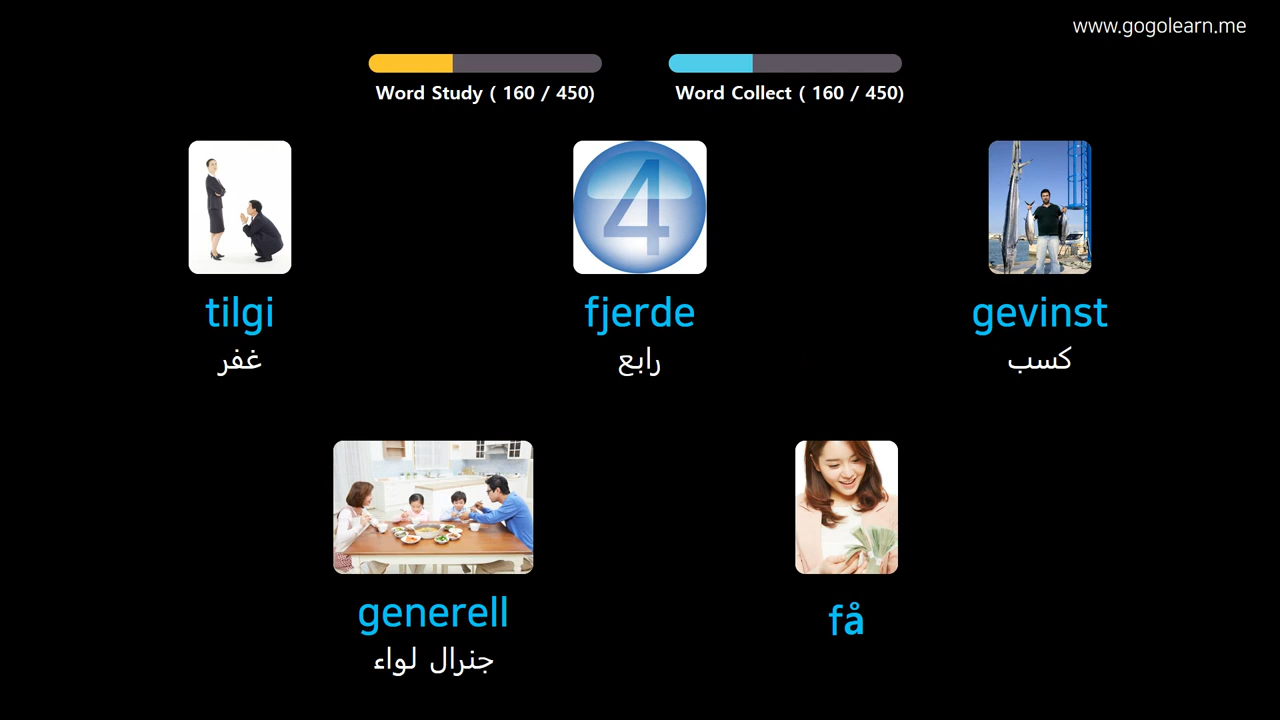 www.gogolearn.me
Word Study ( 160 / 450)
Word Collect ( 160 / 450)
4
tilgi
غفر
fjerde
رابع
gevinst
كسب
generell
جنرال لواء
få